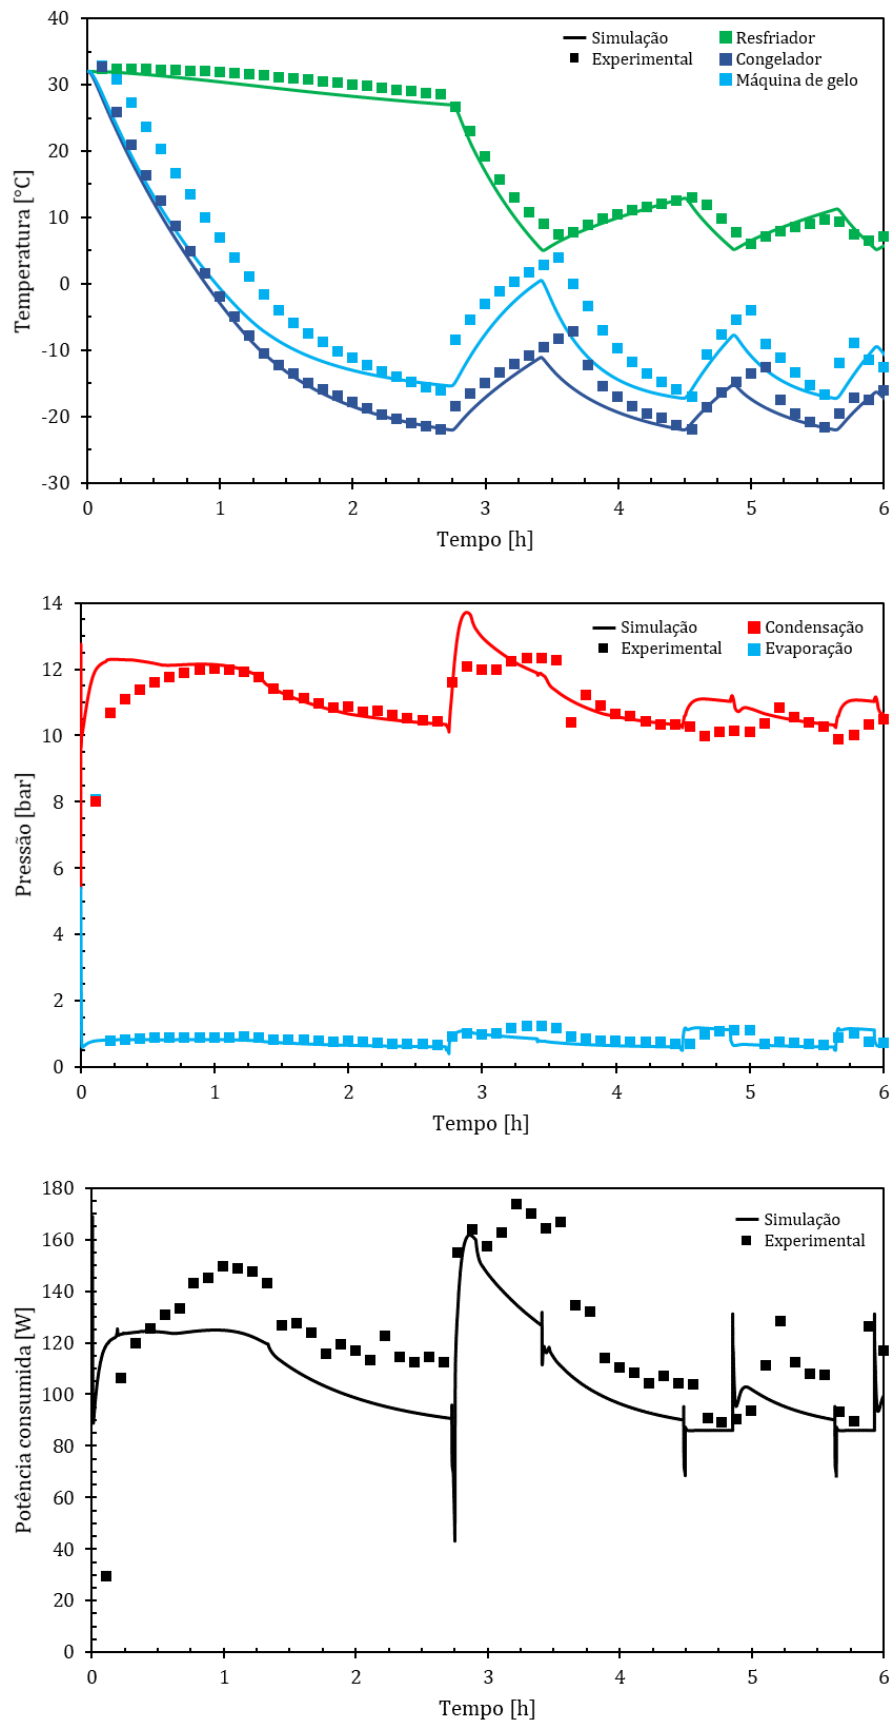 40
30
20
10
0
-10
-20
-30
Temperatura [°C]
Simulação
Experimental
Resfriador
Congelador
Máquina de gelo
0 1 2 3 4 5 6
Tempo [h]
14
12
10
8
6
4
2
0
Pressão [bar]
Simulação
Experimental
Condensação
Evaporação
0 1 2 3 4 5 6
Tempo [h]
180
160
140
120
100
80
60
40
20
0
Potência consumida [W]
Simulação
Experimental
0 1 2 3 4 5 6
Tempo [h]